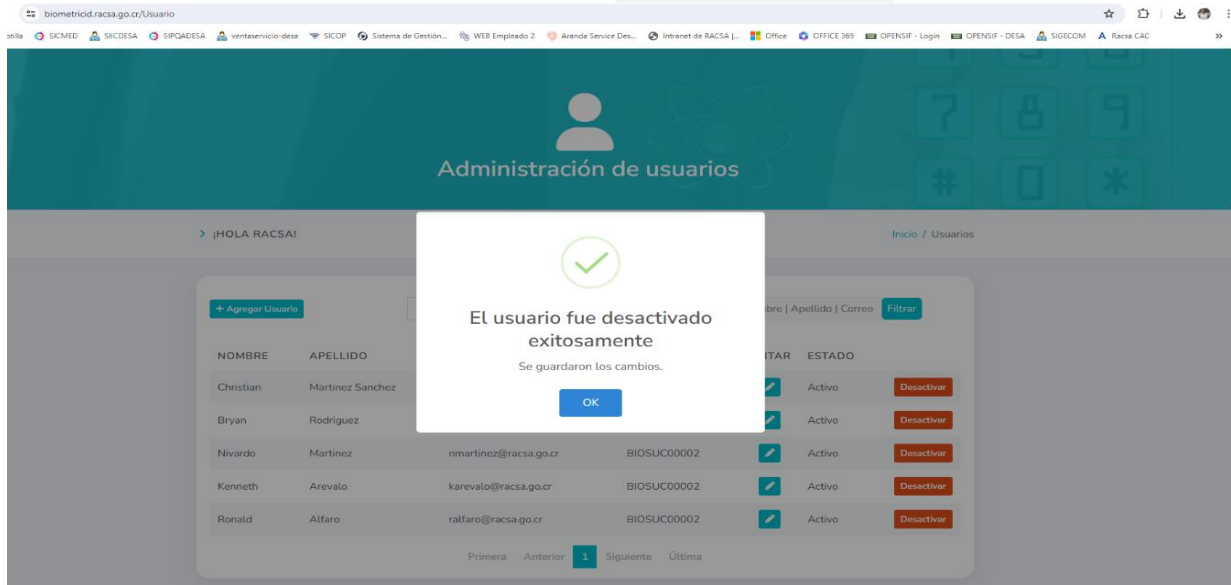 biometricid.racsa.go.cr/Usuario
SICMED SIICDESA SIPQADESA ventaservicio-desa SICOP Sistema de Gestión... WEB Empleado 2 Aranda Service Des... Intranet de RACSA |... Office OFFICE 365 OPENSIF - Login OPENSIF - DESA SIGECOM Racsa CAC »
7 8 9
Administración de usuarios
# 0 *
¡HOLA RACSA!
Inicio / Usuarios
+ Agregar Usuario
| Apellido | Correo Filtrar
El usuario fue desactivado
exitosamente
Se guardaron los cambios.
OK
NOMBRE APELLIDO ESTADO
Christian Martinez Sanchez Activo Desactivar
Bryan Rodriguez Activo Desactivar
Nivardo Martinez nmartinez@racsa.go.cr BIOSUC00002 Activo Desactivar
Kenneth Arevalo karevalo@racsa.go.cr BIOSUC00002 Activo Desactivar
Ronald Alfaro ralfaro@racsa.go.cr BIOSUC00002 Activo Desactivar
Primera Anterior 1 Siguiente Última